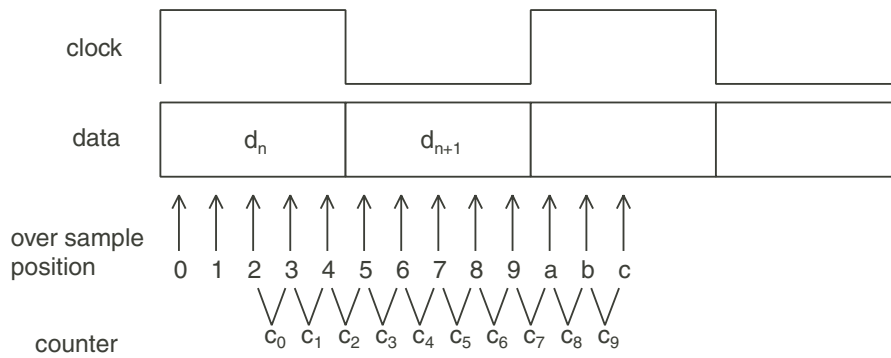 clock
data dₙ dₙ₊₁
over sample
position 0 1 2 3 4 5 6 7 8 9 a b c
counter c₀ c₁ c₂ c₃ c₄ c₅ c₆ c₇ c₈ c₉